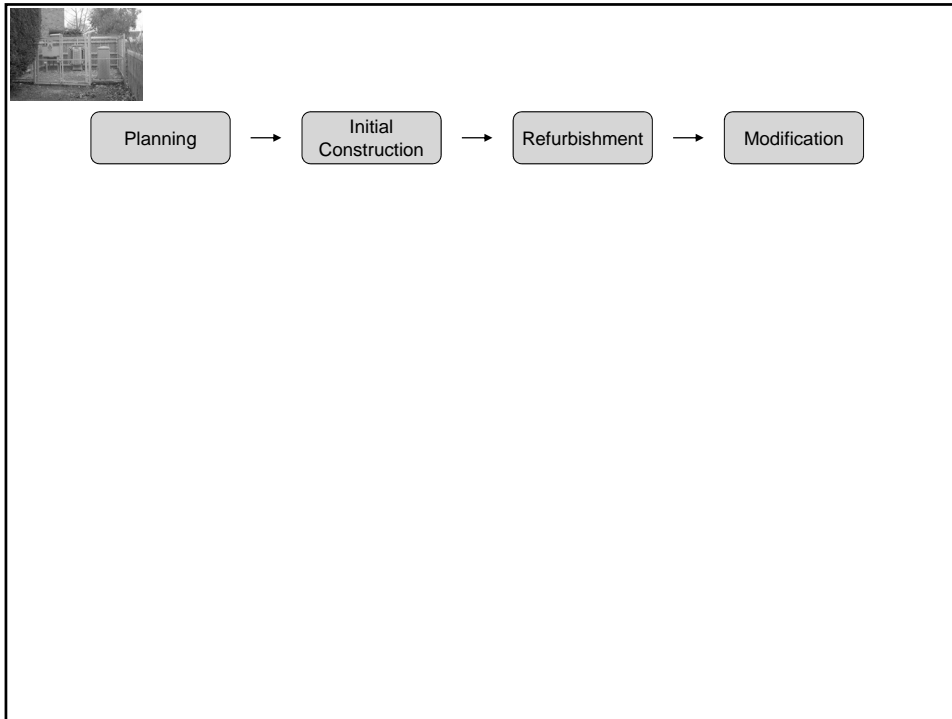 Planning
Initial
Construction
Refurbishment
Modification